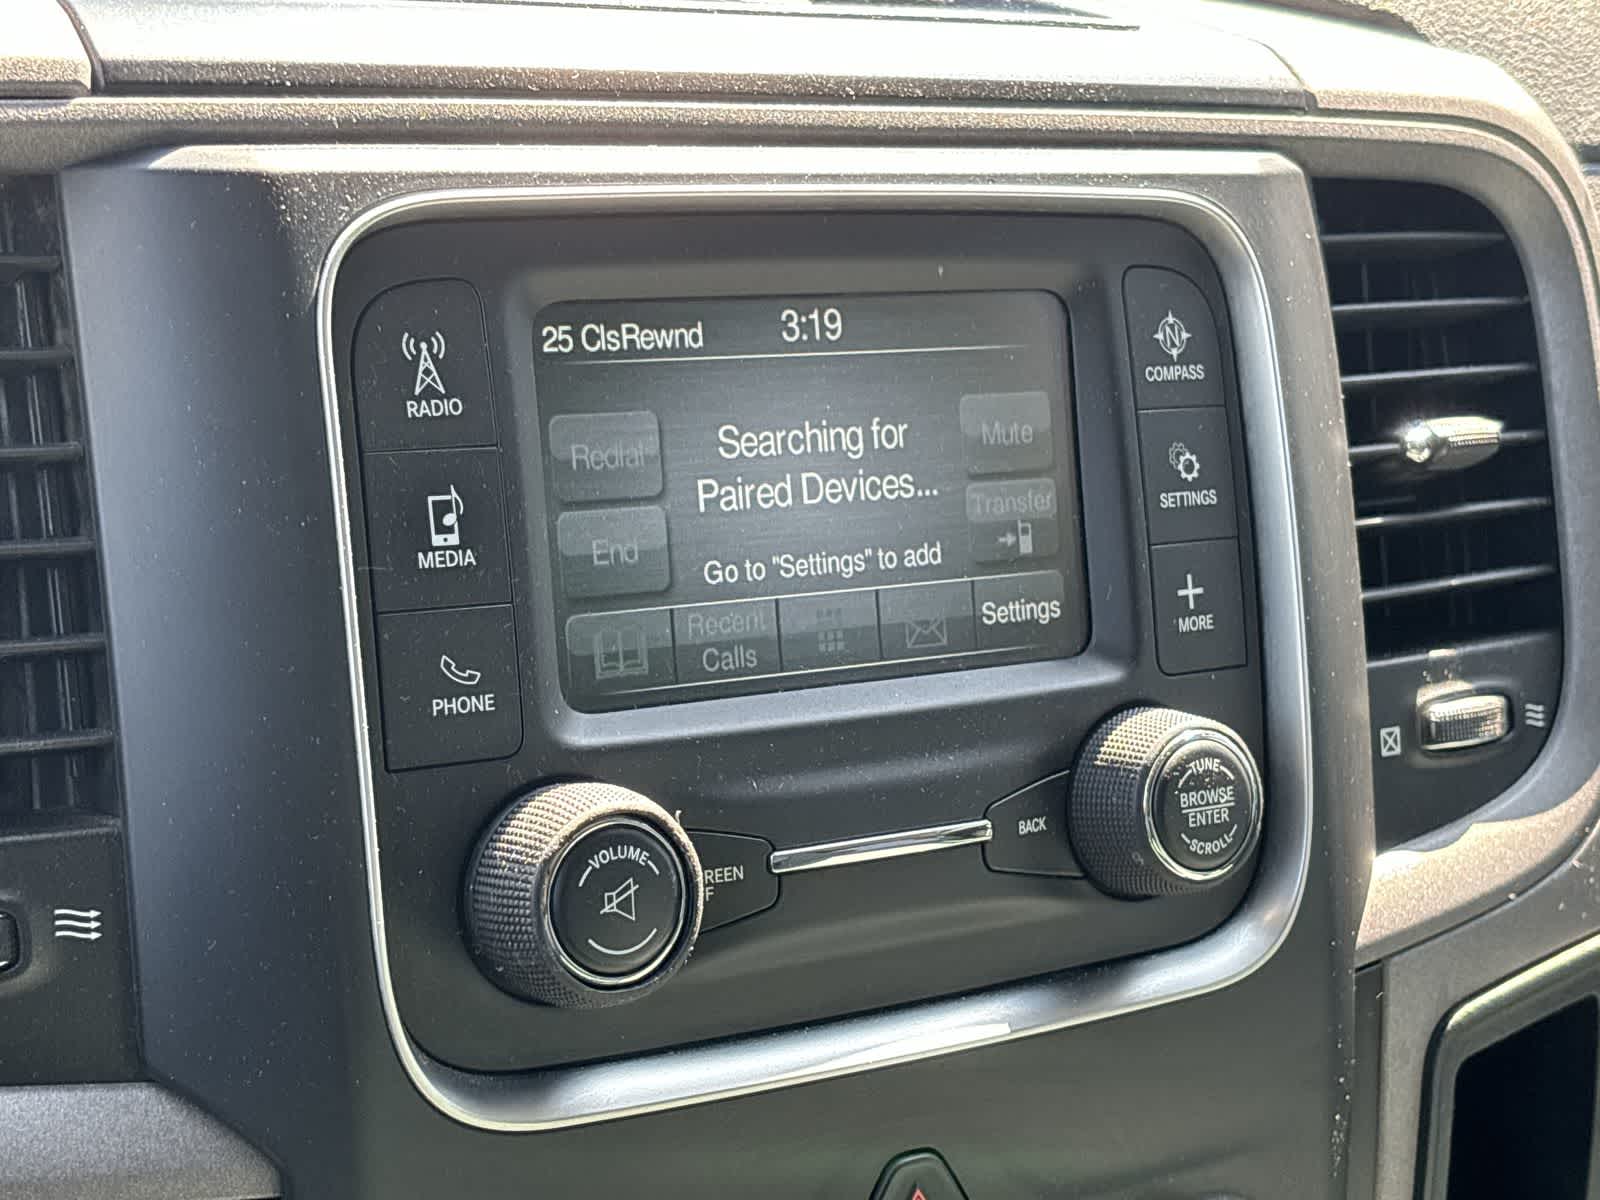 25 ClsRewnd 3:19
Redial
Searching for
Paired Devices...
Mute
Transfer
End
Go to "Settings" to add
Recent
Calls
Settings
RADIO
MEDIA
PHONE
COMPASS
SETTINGS
MORE
VOLUME
REEN
BACK
TUNE
BROWSE
ENTER
SCROLL